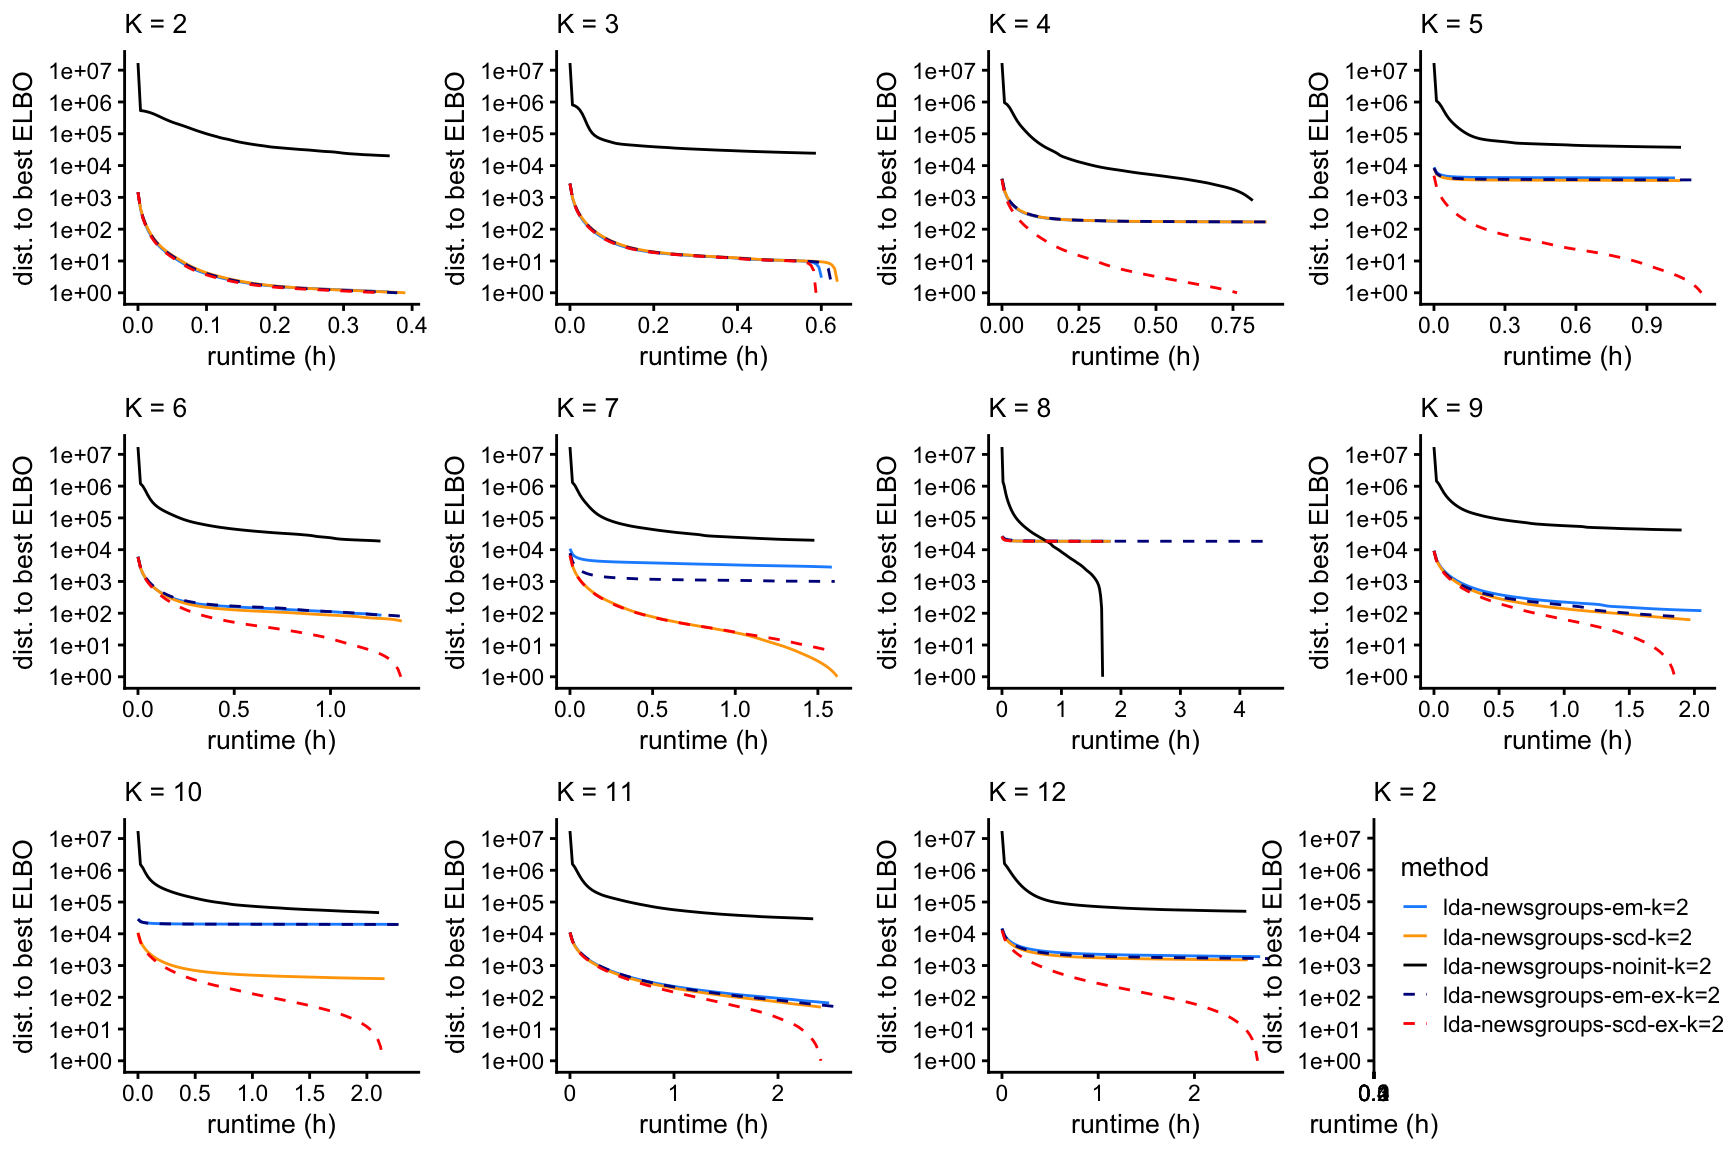 K = 2
dist. to best ELBO
1e+07
1e+06
1e+05
1e+04
1e+03
1e+02
1e+01
1e+00
0.0 0.1 0.2 0.3 0.4
runtime (h)
K = 3
dist. to best ELBO
1e+07
1e+06
1e+05
1e+04
1e+03
1e+02
1e+01
1e+00
0.0 0.2 0.4 0.6
runtime (h)
K = 4
dist. to best ELBO
1e+07
1e+06
1e+05
1e+04
1e+03
1e+02
1e+01
1e+00
0.00 0.25 0.50 0.75
runtime (h)
K = 5
dist. to best ELBO
1e+07
1e+06
1e+05
1e+04
1e+03
1e+02
1e+01
1e+00
0.0 0.3 0.6 0.9
runtime (h)
K = 6
dist. to best ELBO
1e+07
1e+06
1e+05
1e+04
1e+03
1e+02
1e+01
1e+00
0.0 0.5 1.0
runtime (h)
K = 7
dist. to best ELBO
1e+07
1e+06
1e+05
1e+04
1e+03
1e+02
1e+01
1e+00
0.0 0.5 1.0 1.5
runtime (h)
K = 8
dist. to best ELBO
1e+07
1e+06
1e+05
1e+04
1e+03
1e+02
1e+01
1e+00
0 1 2 3 4
runtime (h)
K = 9
dist. to best ELBO
1e+07
1e+06
1e+05
1e+04
1e+03
1e+02
1e+01
1e+00
0.0 0.5 1.0 1.5 2.0
runtime (h)
K = 10
dist. to best ELBO
1e+07
1e+06
1e+05
1e+04
1e+03
1e+02
1e+01
1e+00
0.0 0.5 1.0 1.5 2.0
runtime (h)
K = 11
dist. to best ELBO
1e+07
1e+06
1e+05
1e+04
1e+03
1e+02
1e+01
1e+00
0 1 2
runtime (h)
K = 12
dist. to best ELBO
1e+07
1e+06
1e+05
1e+04
1e+03
1e+02
1e+01
1e+00
0 1 2
runtime (h)
K = 2
dist. to best ELBO
1e+07
1e+06
1e+05
1e+04
1e+03
1e+02
1e+01
1e+00
runtime (h)
method
lda-newsgroups-em-k=2
lda-newsgroups-scd-k=2
lda-newsgroups-noinit-k=2
lda-newsgroups-em-ex-k=2
lda-newsgroups-scd-ex-k=2